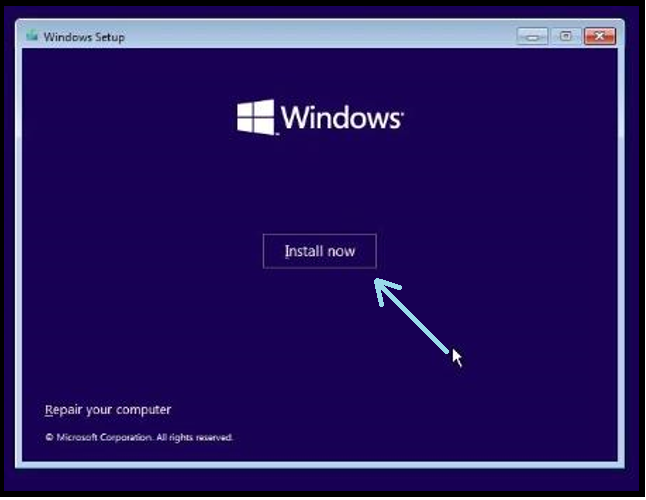 Windows Setup
Windows
Install now
Repair your computer
© Microsoft Corporation. All rights reserved.